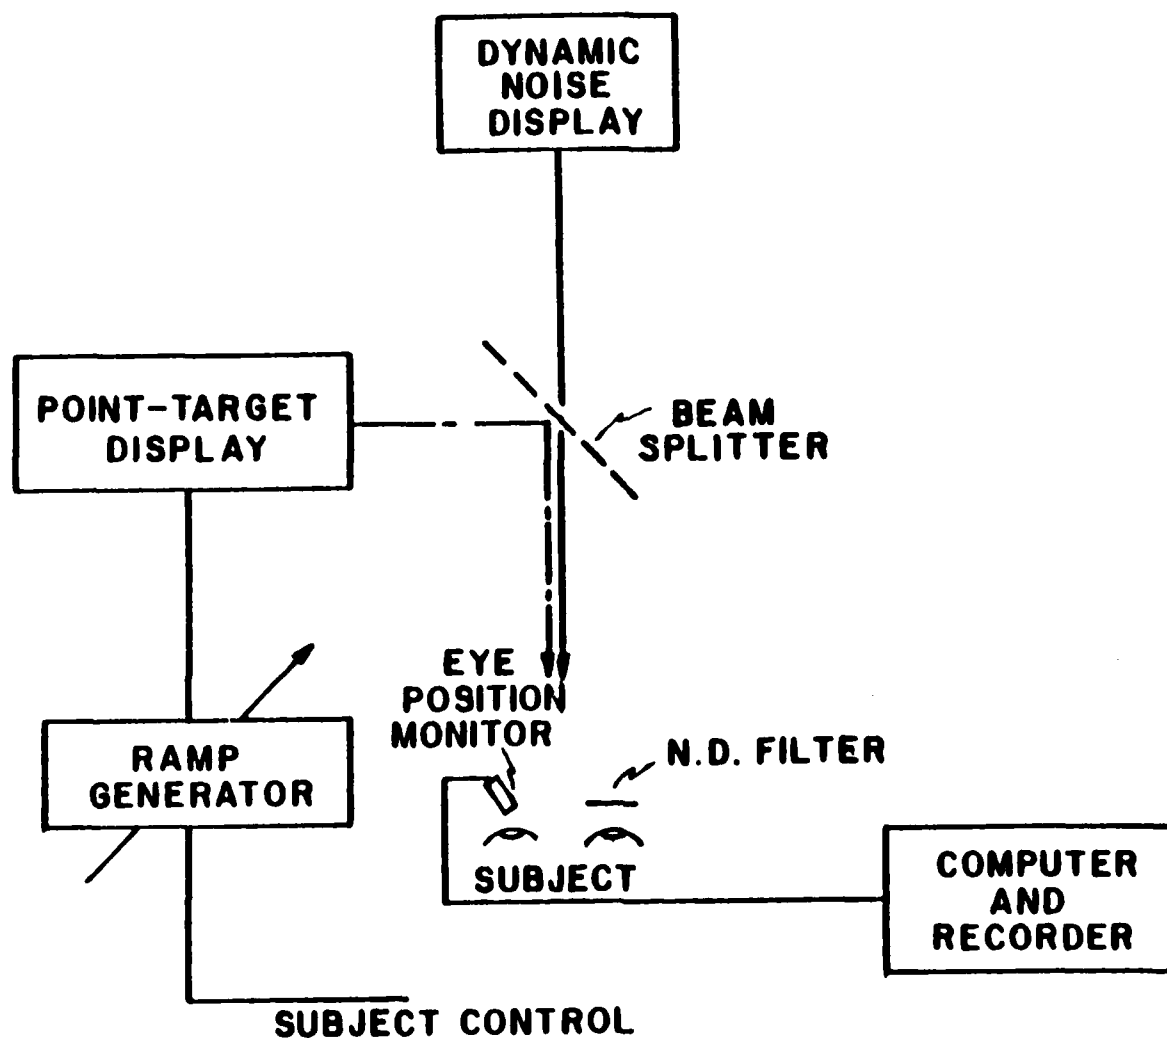 DYNAMIC
NOISE
DISPLAY
POINT-TARGET
DISPLAY
BEAM
SPLITTER
EYE
POSITION
MONITOR
N.D. FILTER
RAMP
GENERATOR
SUBJECT
COMPUTER
AND
RECORDER
SUBJECT CONTROL